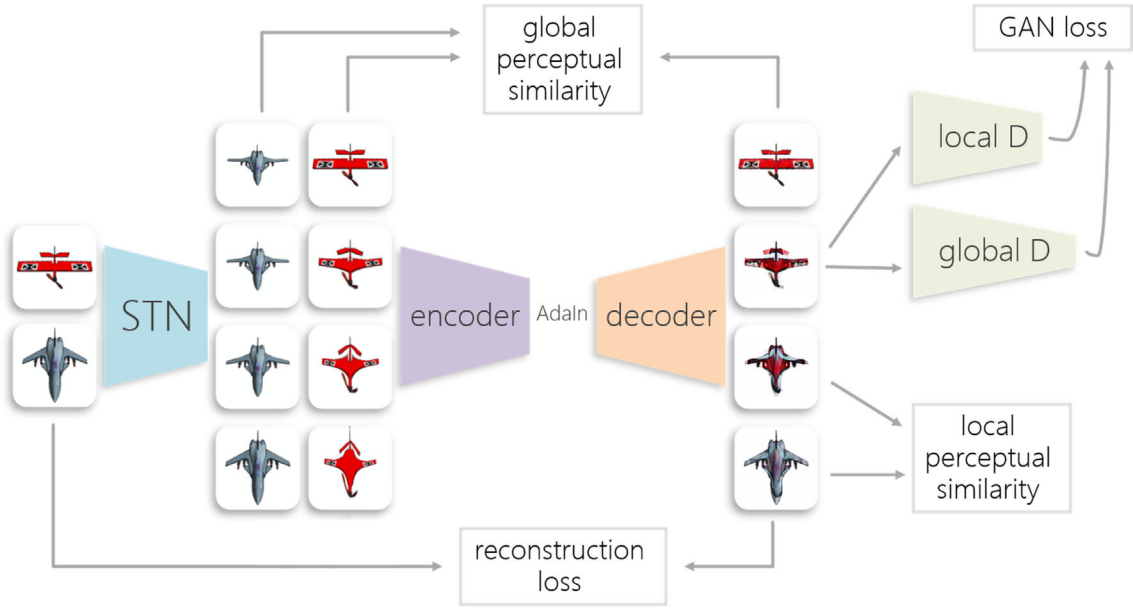 global
perceptual
similarity
GAN loss
local D
global D
STN
encoder
AdaIn
decoder
local
perceptual
similarity
reconstruction
loss